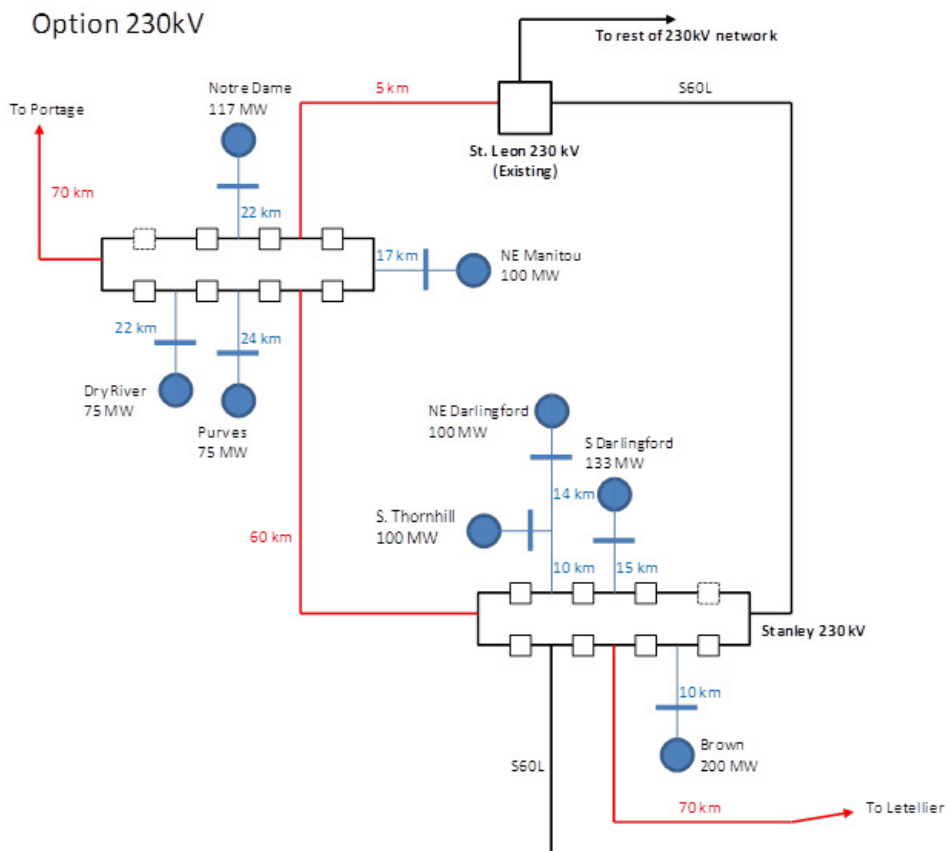 Option 230kV
To rest of 230kV network
Notre Dame
117 MW
5 km
S60L
To Portage
St. Leon 230 kV
(Existing)
70 km
22 km
17 km
NE Manitou
100 MW
22 km
24 km
Dry River
75 MW
Purves
75 MW
NE Darlingford
100 MW
S Darlingford
133 MW
14 km
S. Thornhill
100 MW
60 km
10 km
15 km
Stanley 230 kV
10 km
S60L
Brown
200 MW
70 km
To Letellier